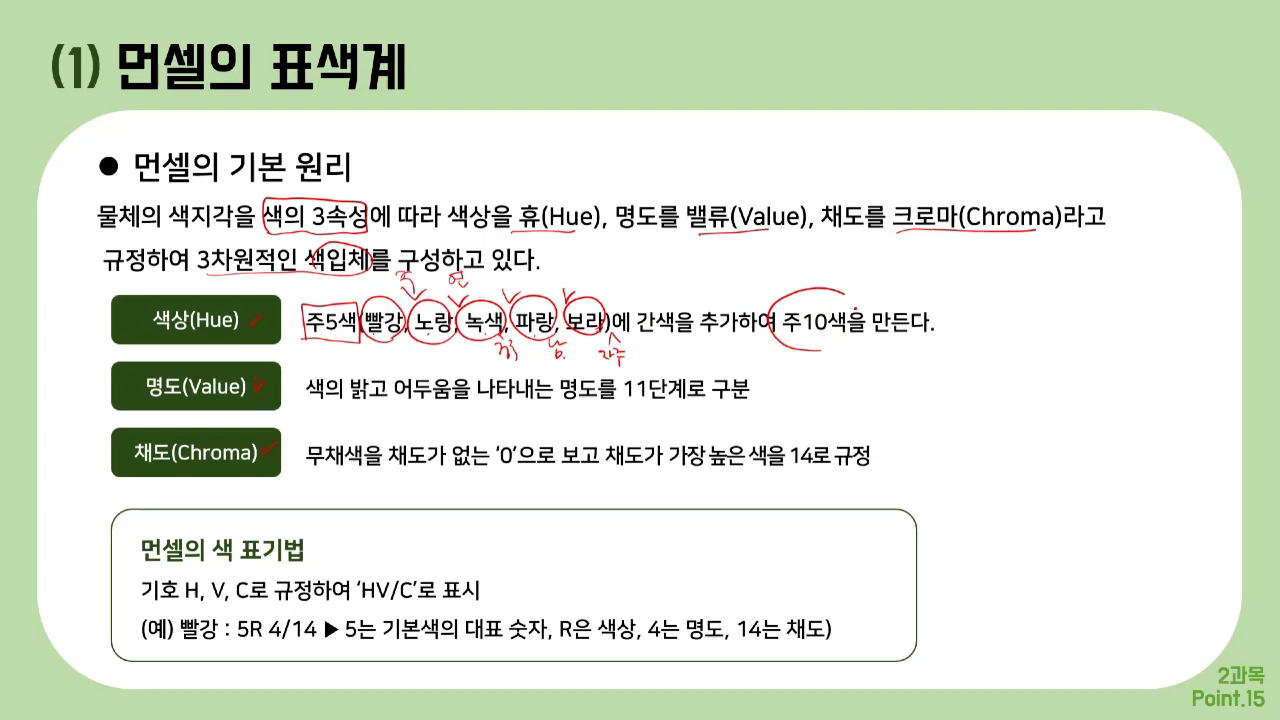 (1) 먼셀의 표색계
● 먼셀의 기본 원리
물체의 색지각을 색의 3속성에 따라 색상을 휴(Hue), 명도를 밸류(Value), 채도를 크로마(Chroma)라고
규정하여 3차원적인 색입체를 구성하고 있다.
주 연
색상(Hue) 주5색(빨강, 노랑, 녹색, 파랑, 보라)에 간색을 추가하여 주10색을 만든다.
남 자주
명도(Value) 색의 밝고 어두움을 나타내는 명도를 11단계로 구분
채도(Chroma) 무채색을 채도가 없는 ‘0’으로 보고 채도가 가장 높은 색을 14로 규정
먼셀의 색 표기법
기호 H, V, C로 규정하여 ‘HV/C’로 표시
(예) 빨강 : 5R 4/14 ▶ 5는 기본색의 대표 숫자, R은 색상, 4는 명도, 14는 채도)
2과목
Point.15